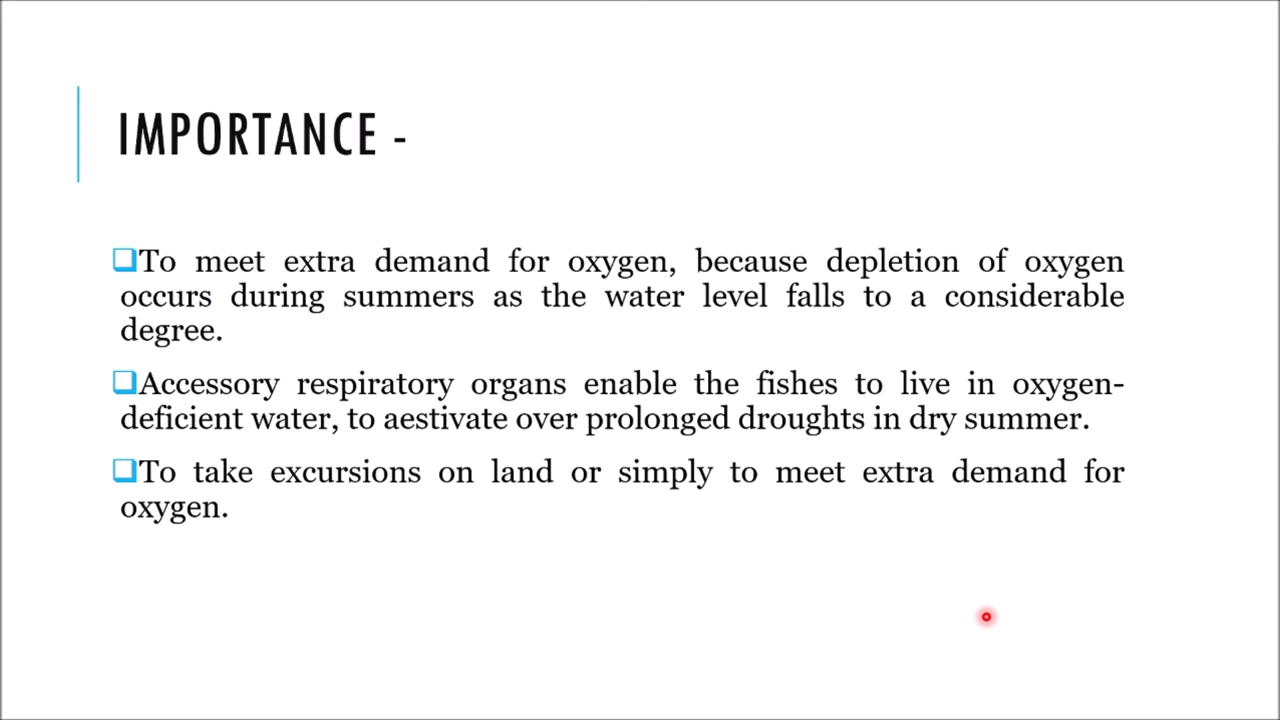 IMPORTANCE -
❑To meet extra demand for oxygen, because depletion of oxygen
occurs during summers as the water level falls to a considerable
degree.
❑Accessory respiratory organs enable the fishes to live in oxygen-
deficient water, to aestivate over prolonged droughts in dry summer.
❑To take excursions on land or simply to meet extra demand for
oxygen.